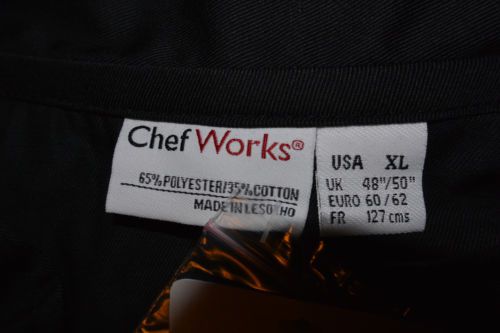 Chef Works®
65% POLYESTER/35% COTTON
MADE IN LESOTHO
USA XL
UK 48"/50"
EURO 60/62
FR 127 cms